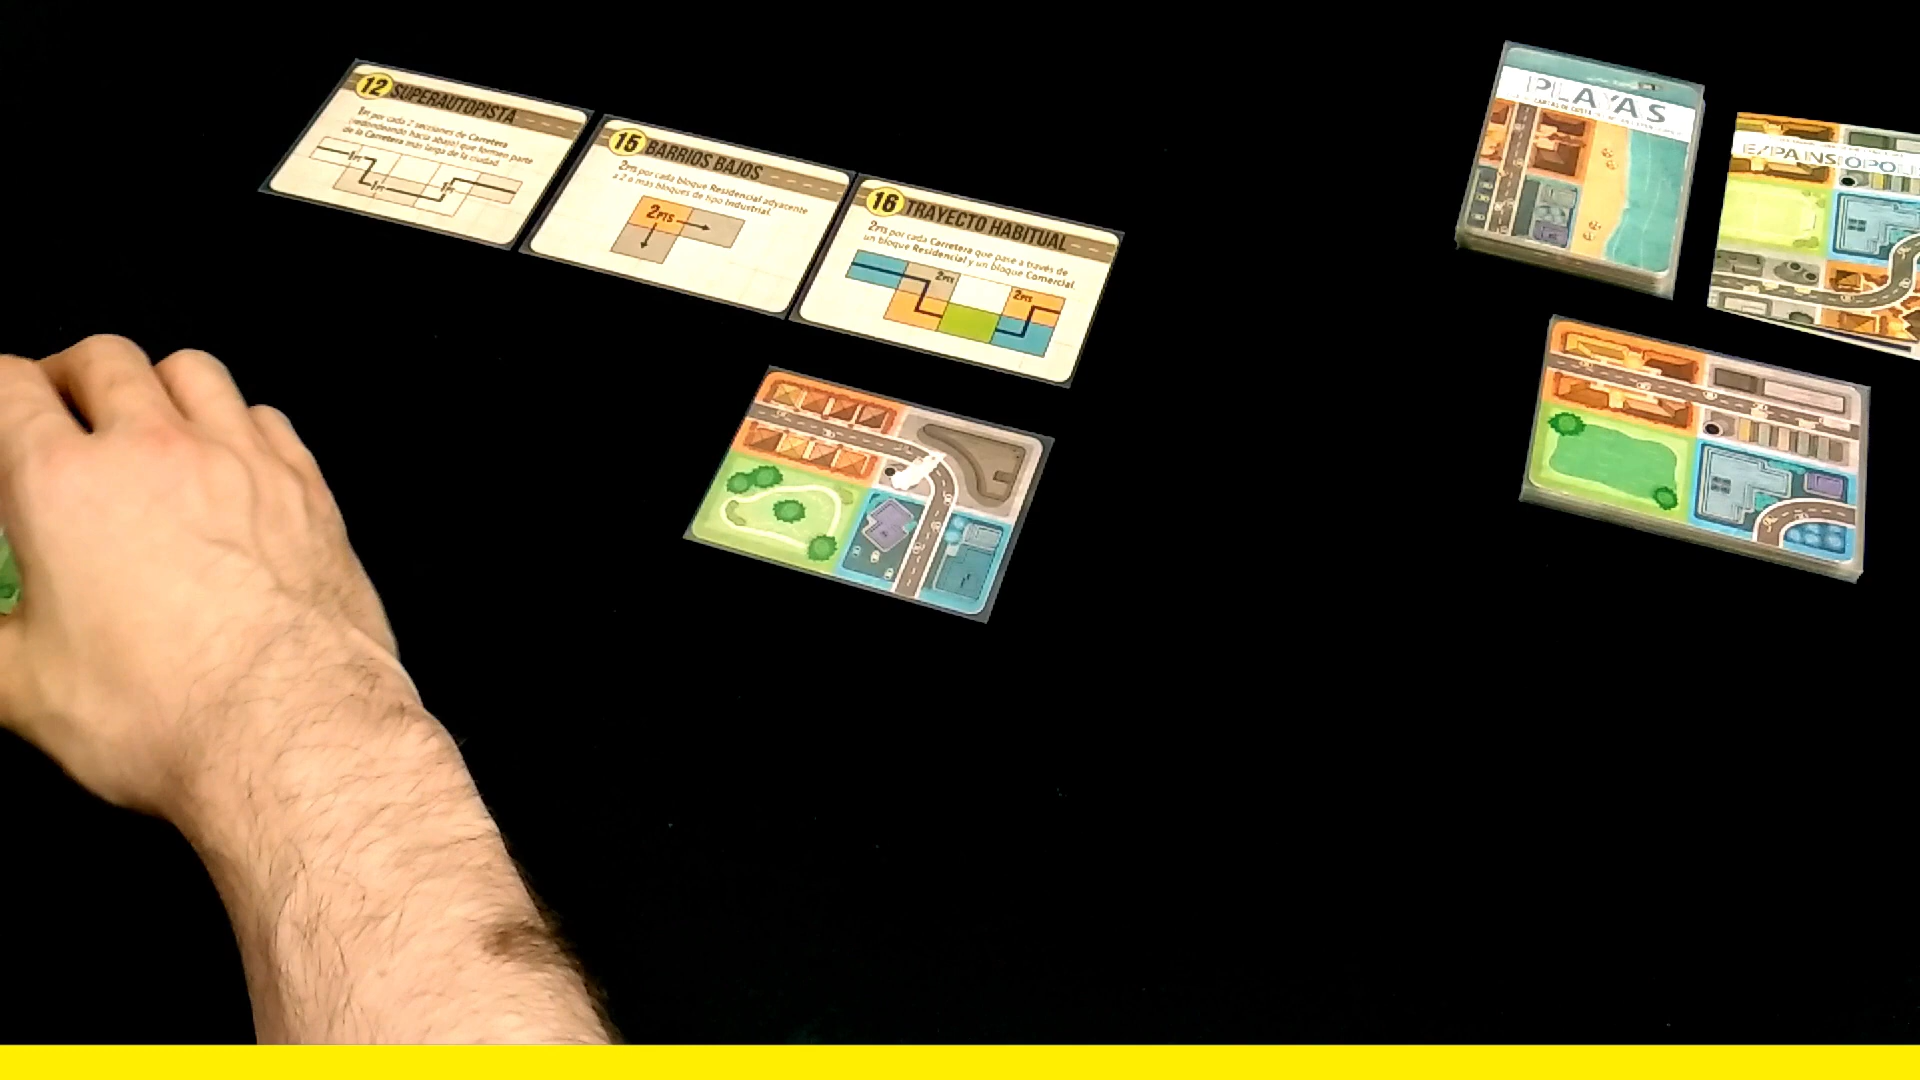 12 SUPERAUTOPISTA
1PT por cada 2 secciones de Carretera
(redondeando hacia abajo) que formen parte
de la Carretera más larga de la ciudad.
1PT
1PT
1PT
15 BARRIOS BAJOS
2PTS por cada bloque Residencial adyacente
a 2 o más bloques de tipo Industrial.
2PTS
16 TRAYECTO HABITUAL
2PTS por cada Carretera que pase a través de
un bloque Residencial y un bloque Comercial.
2PTS
2PTS
PLAYAS